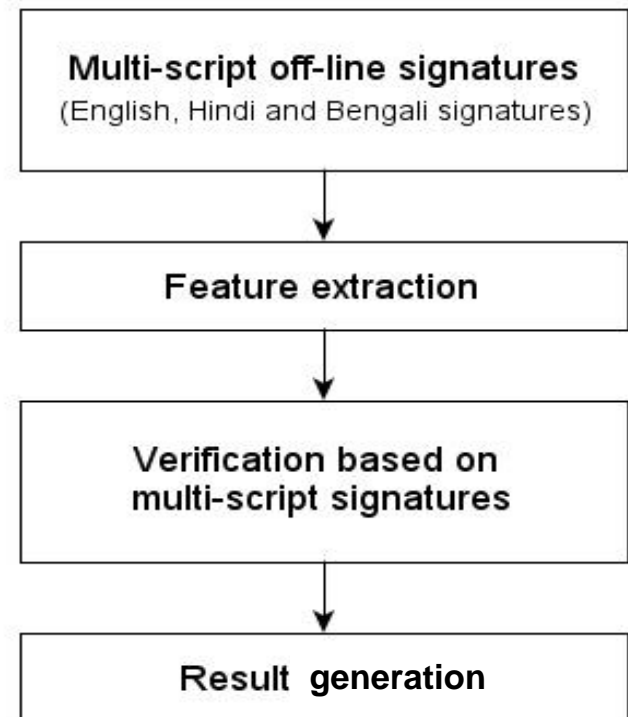 Multi-script off-line signatures
(English, Hindi and Bengali signatures)
Feature extraction
Verification based on
multi-script signatures
Result generation